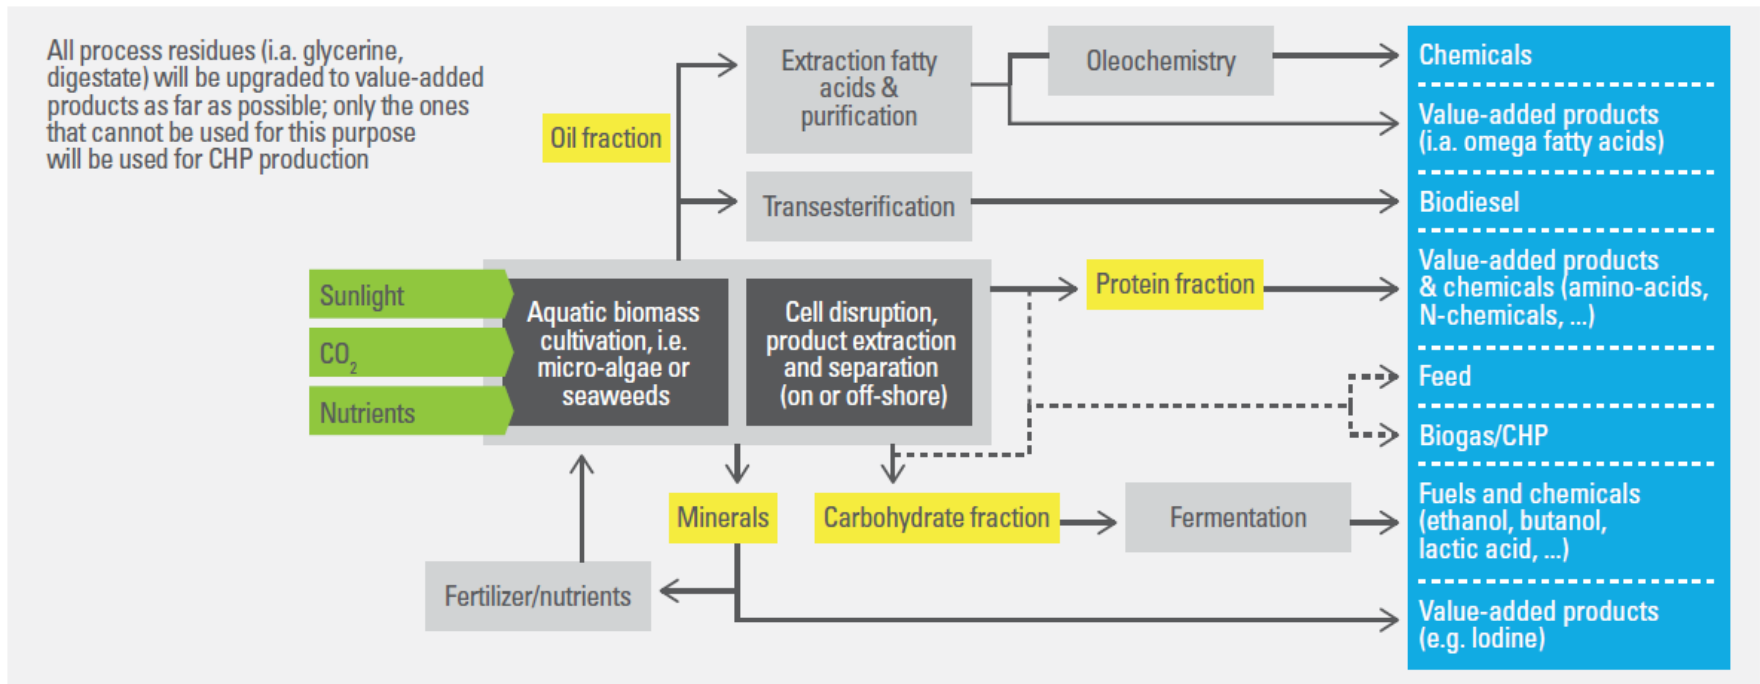 All process residues (i.a. glycerine,
digestate) will be upgraded to value-added
products as far as possible; only the ones
that cannot be used for this purpose
will be used for CHP production
Oil fraction
Extraction fatty
acids &
purification
Oleochemistry
Transesterification
Sunlight
CO₂
Nutrients
Aquatic biomass
cultivation, i.e.
micro-algae or
seaweeds
Cell disruption,
product extraction
and separation
(on or off-shore)
Protein fraction
Minerals
Carbohydrate fraction
Fermentation
Fertilizer/nutrients
Chemicals
Value-added products
(i.a. omega fatty acids)
Biodiesel
Value-added products
& chemicals (amino-acids,
N-chemicals, ...)
Feed
Biogas/CHP
Fuels and chemicals
(ethanol, butanol,
lactic acid, ...)
Value-added products
(e.g. Iodine)